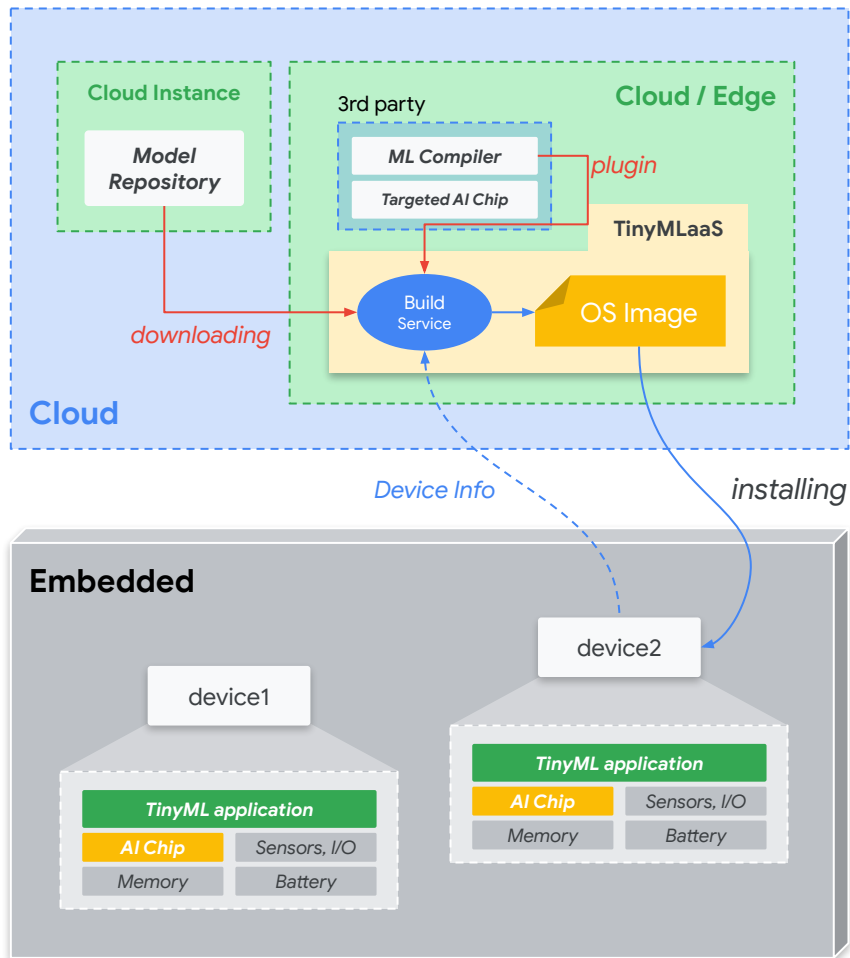 Cloud Instance
Model
Repository
Cloud / Edge
3rd party
ML Compiler
Targeted AI Chip
plugin
TinyMLaaS
Build
Service
OS Image
downloading
Cloud
Device Info
installing
Embedded
device2
TinyML application
AI Chip
Sensors, I/O
Memory
Battery
device1
TinyML application
AI Chip
Sensors, I/O
Memory
Battery